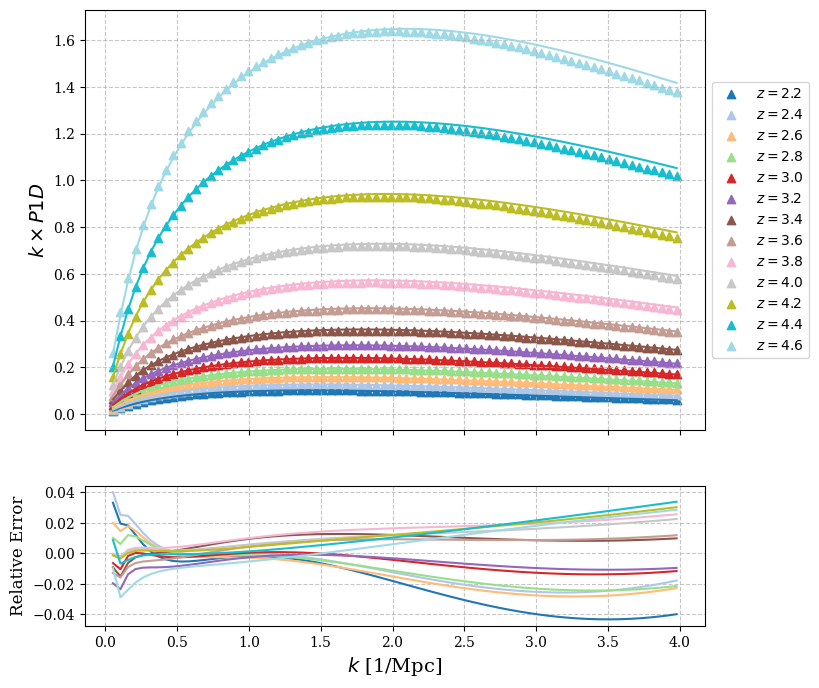 1.6
1.4
1.2
1.0
0.8
0.6
0.4
0.2
0.0
k × P1D
z = 2.2
z = 2.4
z = 2.6
z = 2.8
z = 3.0
z = 3.2
z = 3.4
z = 3.6
z = 3.8
z = 4.0
z = 4.2
z = 4.4
z = 4.6
0.04
0.02
0.00
−0.02
−0.04
Relative Error
0.0 0.5 1.0 1.5 2.0 2.5 3.0 3.5 4.0
k [1/Mpc]